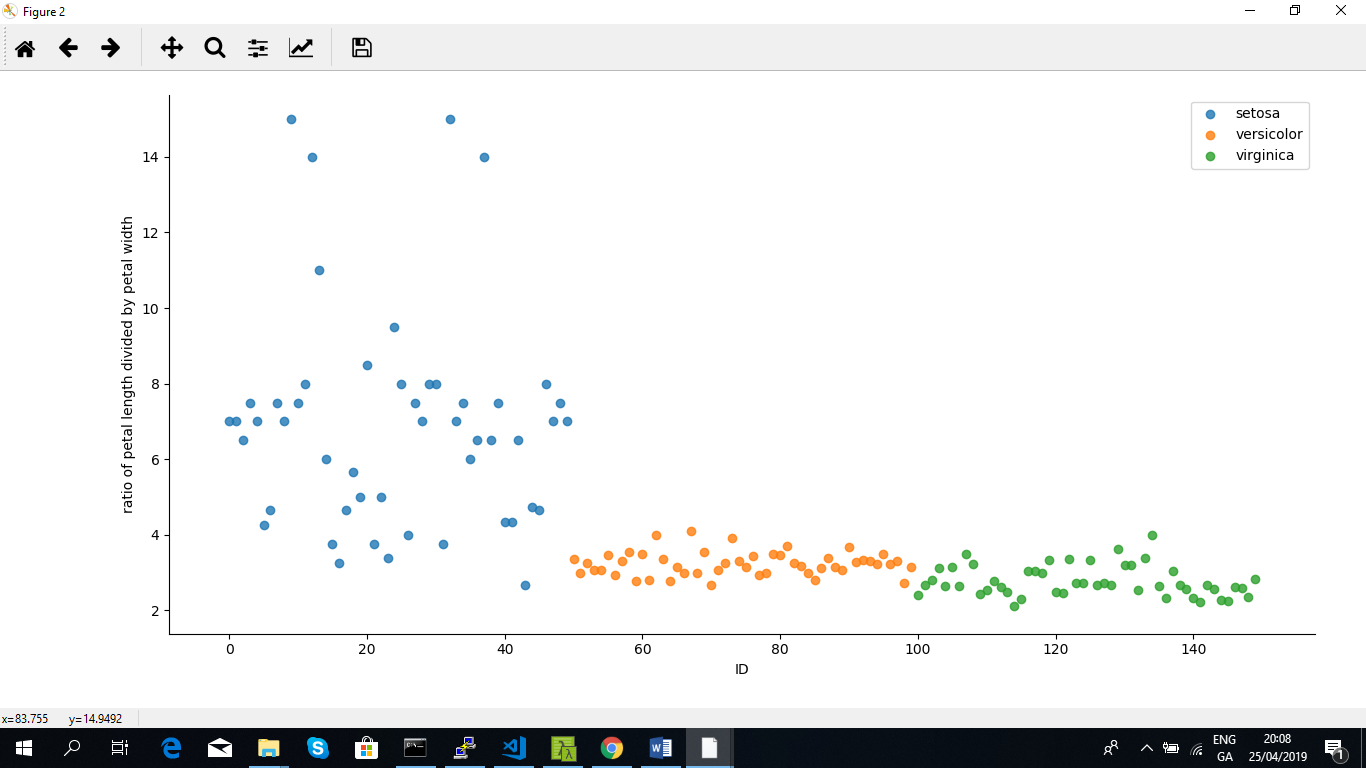 Figure 2
setosa
versicolor
virginica
14
12
10
8
6
4
2
ratio of petal length divided by petal width
0 20 40 60 80 100 120 140
ID
x=83.755 y=14.9492
ENG 20:08
GA 25/04/2019 1